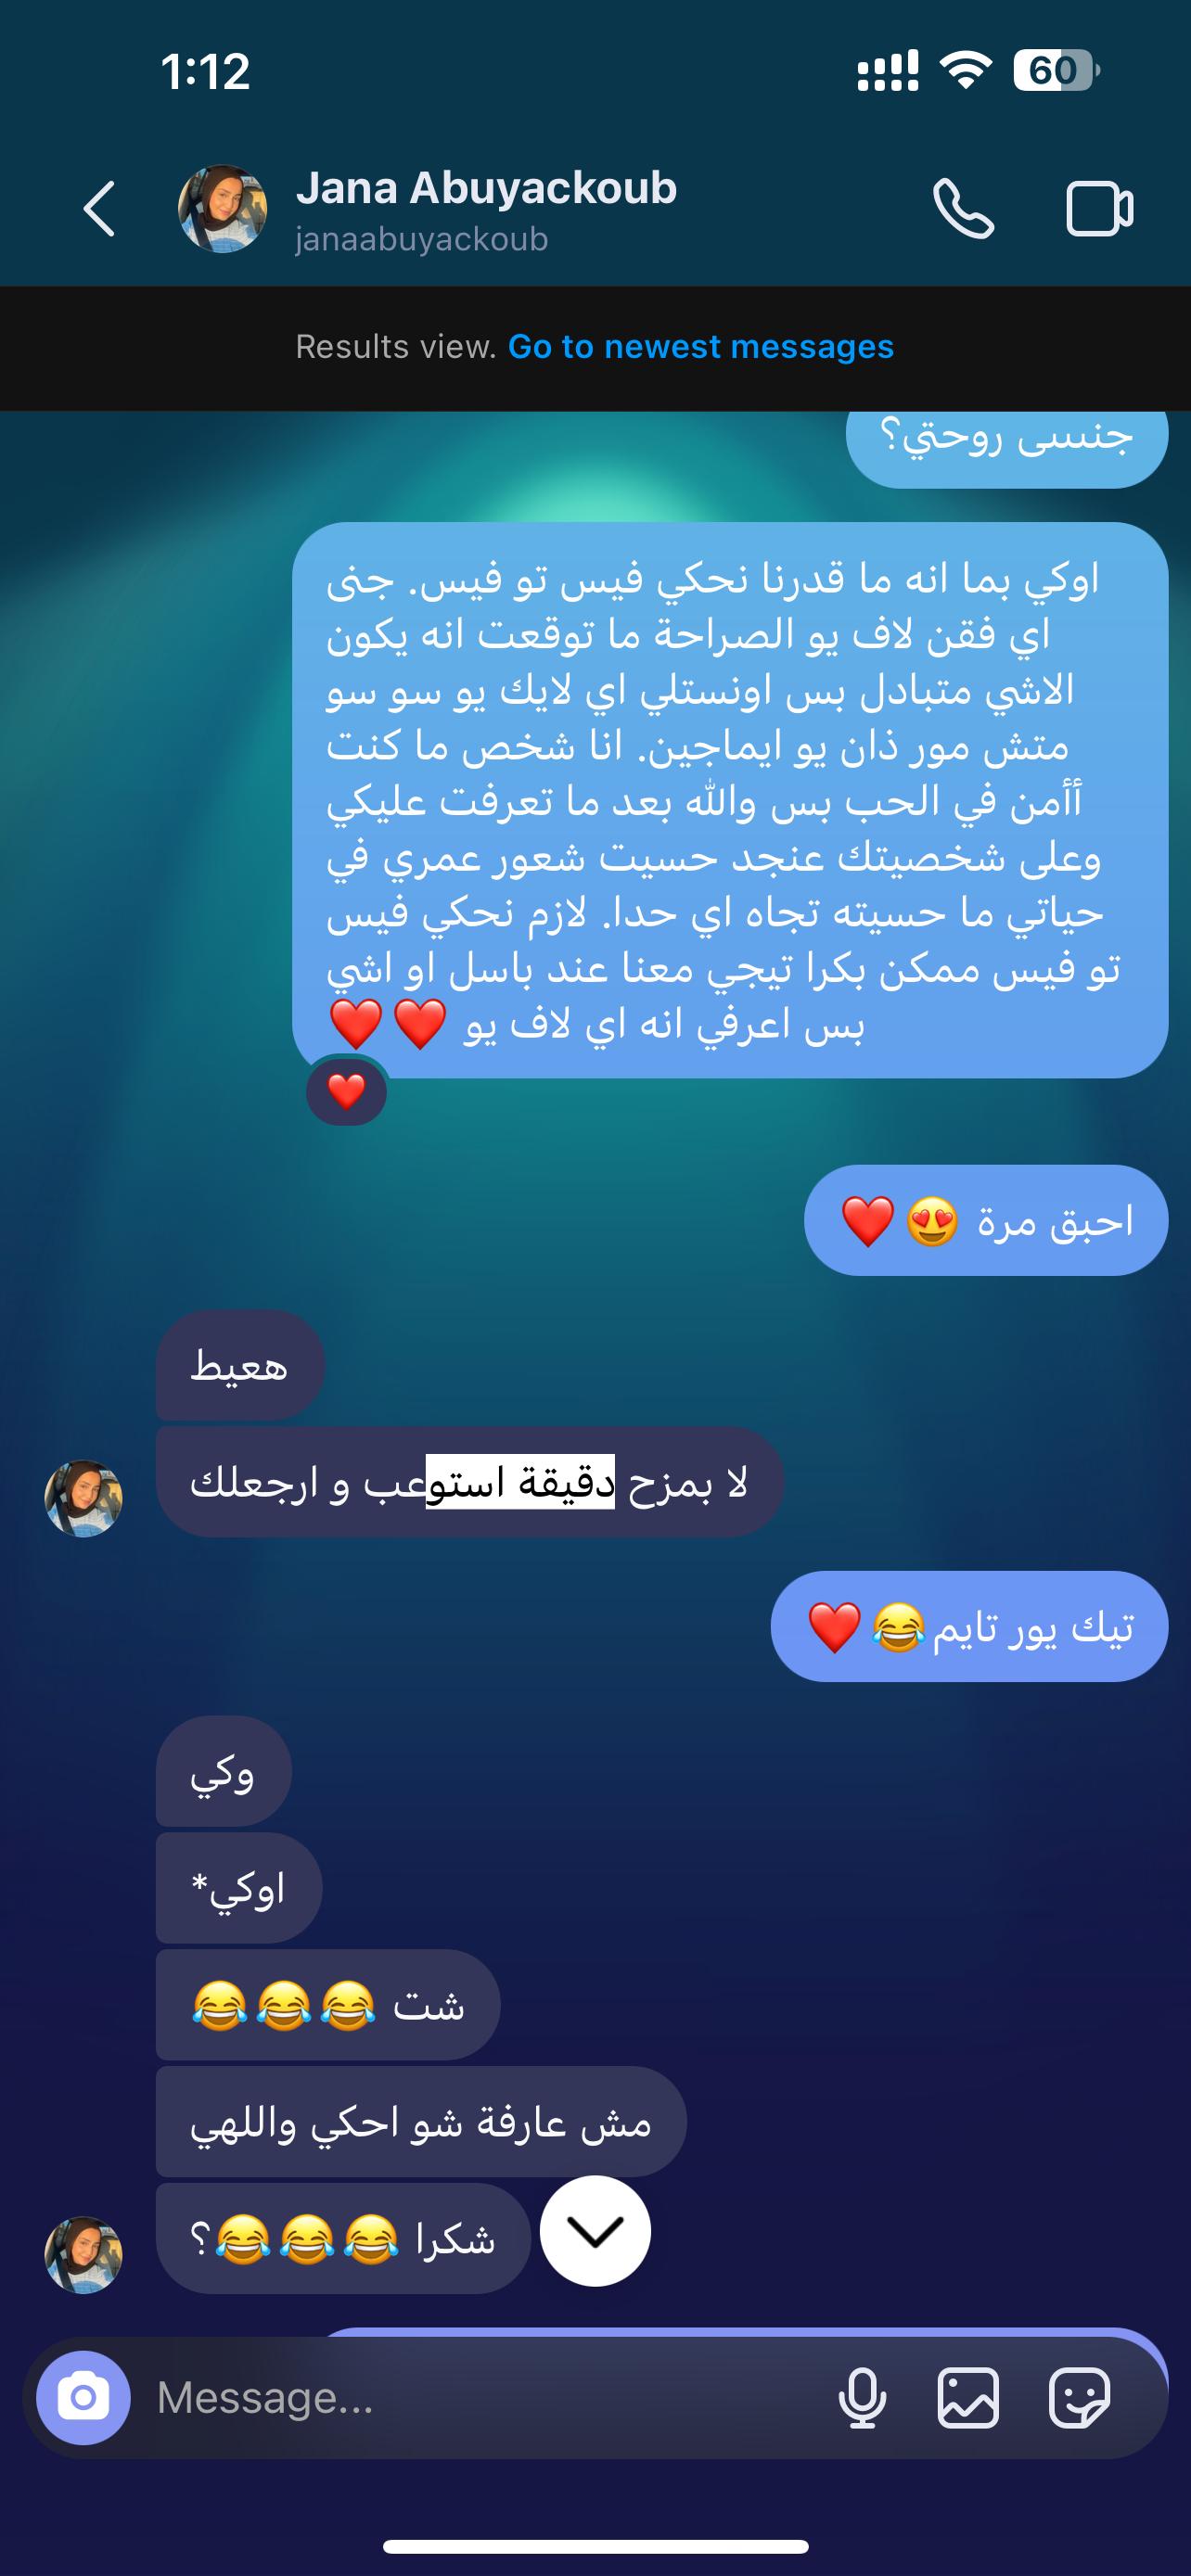 1:12
60
Jana Abuyackoub
janaabuyackoub
Results view. Go to newest messages
جنسسى روحتي؟
اوكي بما انه ما قدرنا نحكي فيس تو فيس. جنى
اي فقن لاف يو الصراحة ما توقعت انه يكون
الاشي متبادل بس اونستلي اي لايك يو سو سو
متش مور ذان يو ايماجين. انا شخص ما كنت
أأمن في الحب بس والله بعد ما تعرفت عليكي
وعلى شخصيتك عنجد حسيت شعور عمري في
حياتي ما حسيته تجاه اي حدا. لازم نحكي فيس
تو فيس ممكن بكرا تيجي معنا عند باسل او اشي
بس اعرفي انه اي لاف يو ❤️❤️
❤️
احبق مرة 😍❤️
هعيط
لا بمزح دقيقة استوعب و ارجعلك
تيك يور تايم😂❤️
وكي
اوكي*
شت 😂😂😂
مش عارفة شو احكي واللهي
شكرا 😂😂😂؟
Message...